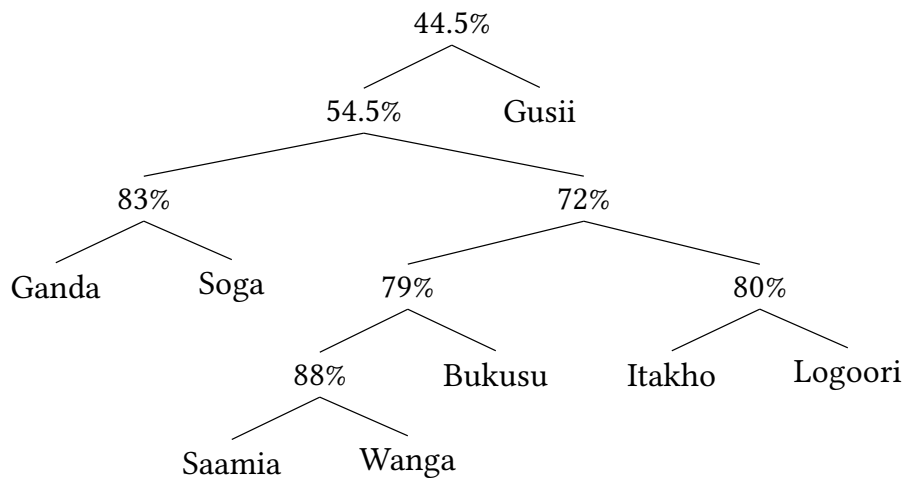 44.5%
54.5% Gusii
83% 72%
Ganda Soga 79% 80%
88% Bukusu Itakho Logoori
Saamia Wanga